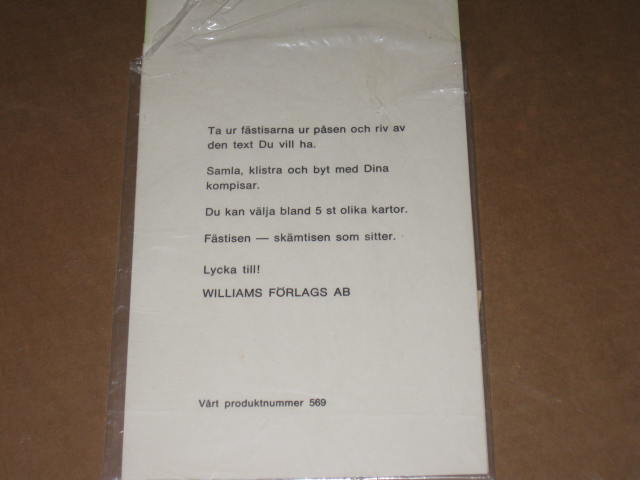 Ta ur fästisarna ur påsen och riv av
den text Du vill ha.
Samla, klistra och byt med Dina
kompisar.
Du kan välja bland 5 st olika kartor.
Fästisen — skämtisen som sitter.
Lycka till!
WILLIAMS FÖRLAGS AB
Vårt produktnummer 569